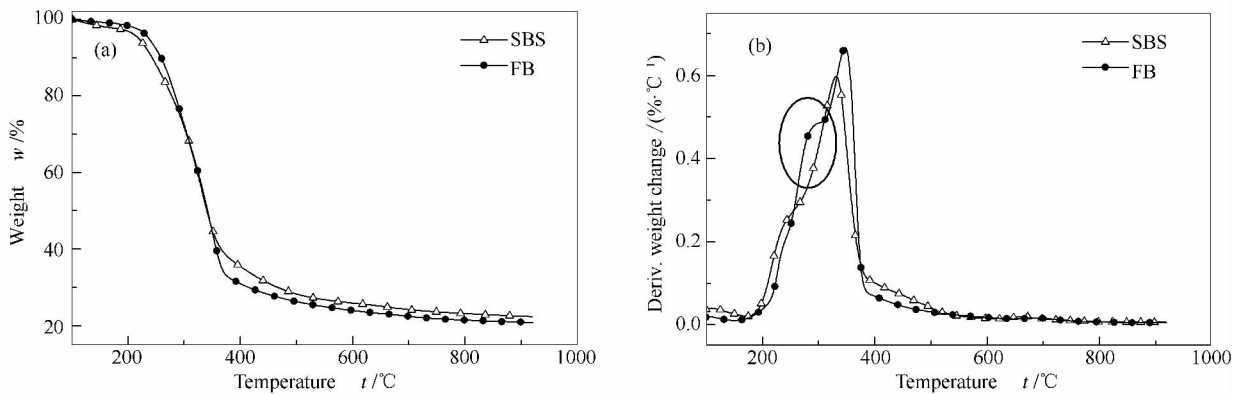 100
80
60
40
20
Weight w/%
(a)
SBS
FB
200
400
600
800
1000
Temperature t/℃
0.6
0.4
0.2
0.0
Deriv. weight change/(%·℃⁻¹)
(b)
SBS
FB
200
400
600
800
1000
Temperature t/℃